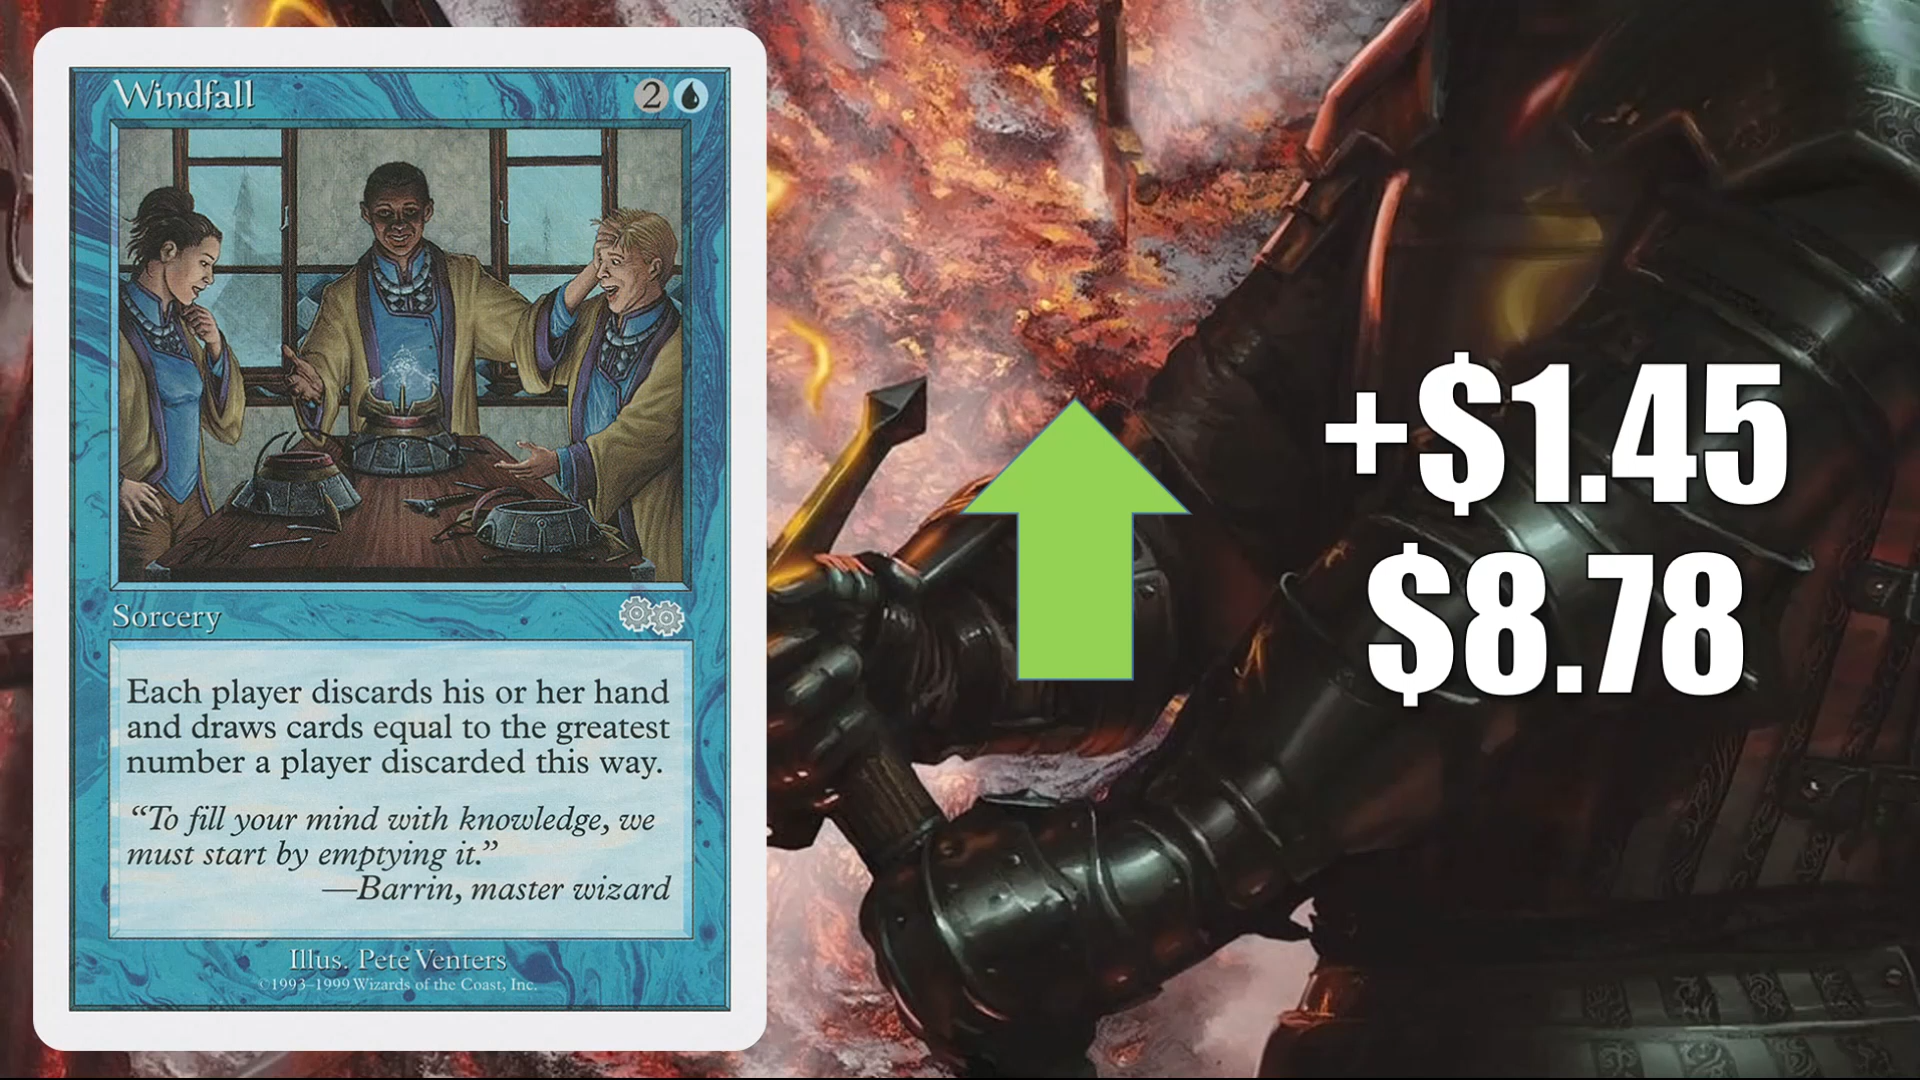 Windfall
2
Sorcery
Each player discards his or her hand
and draws cards equal to the greatest
number a player discarded this way.
“To fill your mind with knowledge, we
must start by emptying it.”
—Barrin, master wizard
Illus. Pete Venters
©1993–1999 Wizards of the Coast, Inc.
+$1.45
$8.78